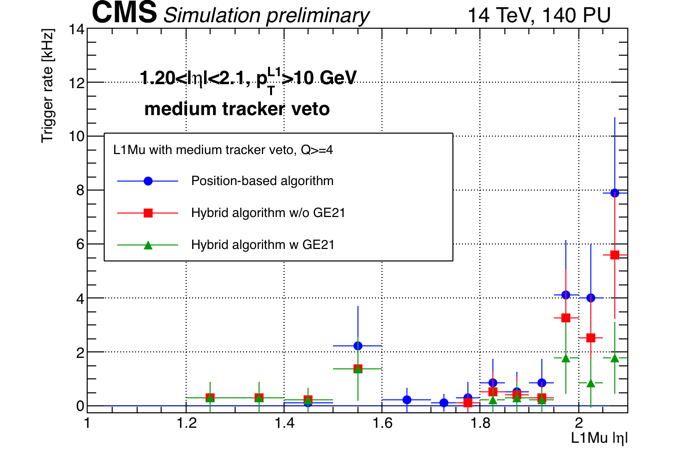 CMS Simulation preliminary 14 TeV, 140 PU
Trigger rate [kHz]
14
12
10
8
6
4
2
0
1.20<|η|<2.1, p_T^L1>10 GeV
medium tracker veto
L1Mu with medium tracker veto, Q>=4
Position-based algorithm
Hybrid algorithm w/o GE21
Hybrid algorithm w GE21
1 1.2 1.4 1.6 1.8 2
L1Mu |η|